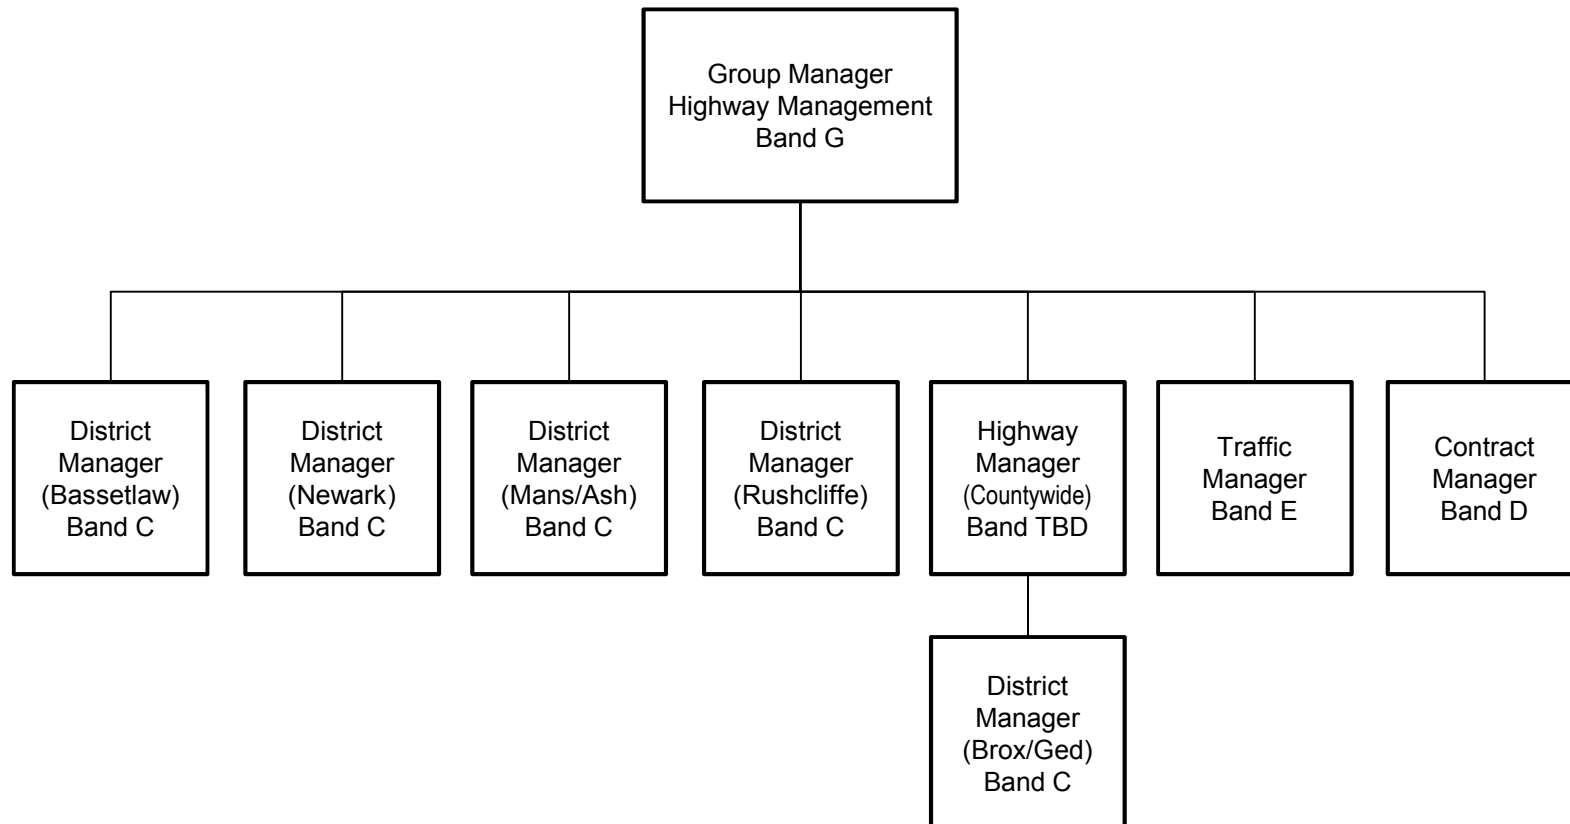 Group Manager
Highway Management
Band G
District
Manager
(Bassetlaw)
Band C
District
Manager
(Newark)
Band C
District
Manager
(Mans/Ash)
Band C
District
Manager
(Rushcliffe)
Band C
Highway
Manager
(Countywide)
Band TBD
Traffic
Manager
Band E
Contract
Manager
Band D
District
Manager
(Brox/Ged)
Band C